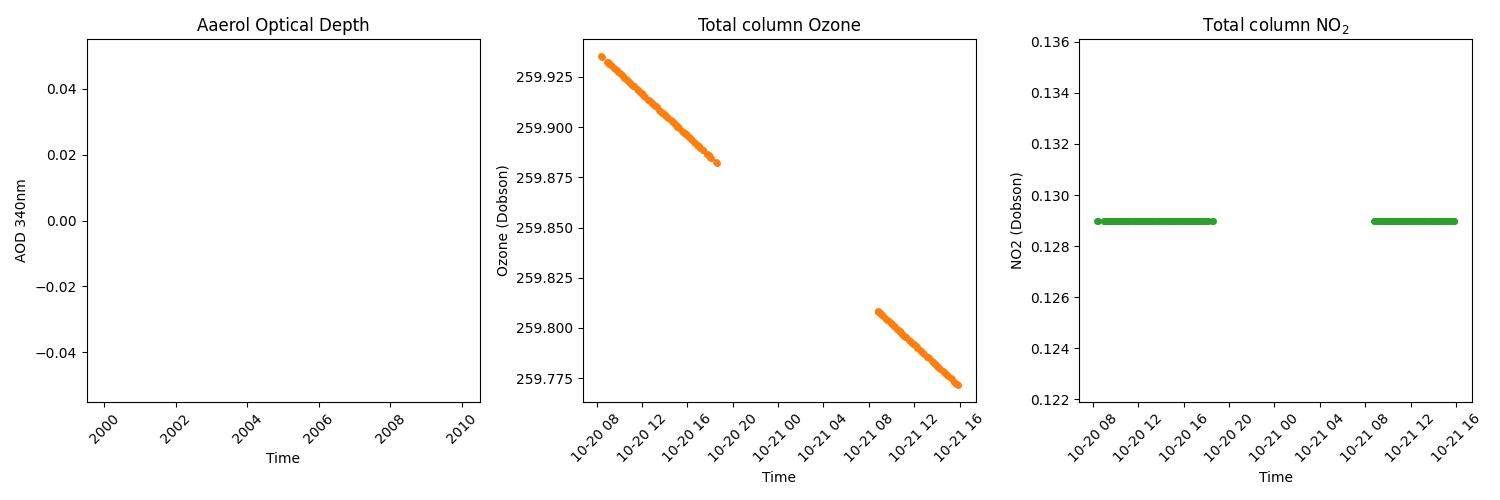 Aaerol Optical Depth
AOD 340nm
0.04
0.02
0.00
−0.02
−0.04
2000 2002 2004 2006 2008 2010
Time
Total column Ozone
Ozone (Dobson)
259.925
259.900
259.875
259.850
259.825
259.800
259.775
10-20 08 10-20 12 10-20 16 10-20 20 10-21 00 10-21 04 10-21 08 10-21 12 10-21 16
Time
Total column NO₂
NO2 (Dobson)
0.136
0.134
0.132
0.130
0.128
0.126
0.124
0.122
10-20 08 10-20 12 10-20 16 10-20 20 10-21 00 10-21 04 10-21 08 10-21 12 10-21 16
Time